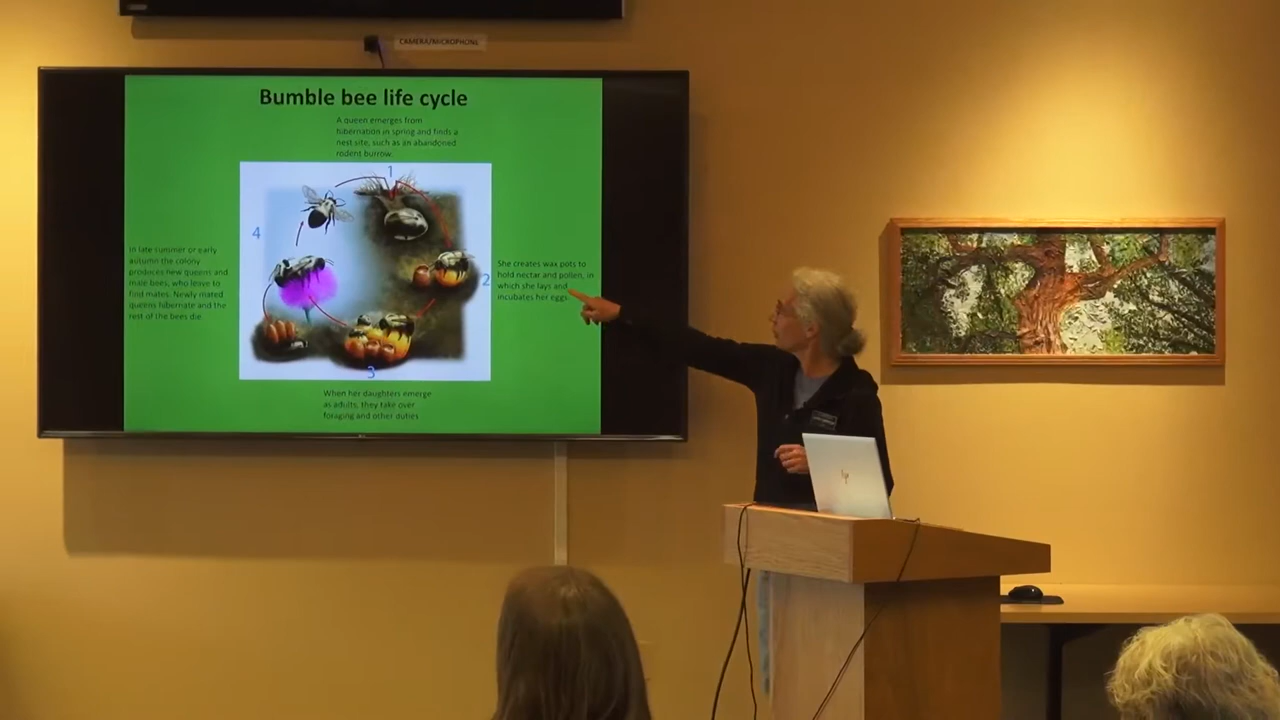 CAMERA/MICROPHONE
Bumble bee life cycle
A queen emerges from
hibernation in spring and finds a
nest site, such as an abandoned
rodent burrow.
1
4
In late summer or early
autumn the colony
produces new queens and
male bees, who leave to
find mates. Newly mated
queens hibernate and the
rest of the bees die.
She creates wax pots to
hold nectar and pollen, in
which she lays and
incubates her eggs
2
3
When her daughters emerge
as adults, they take over
foraging and other duties
hp